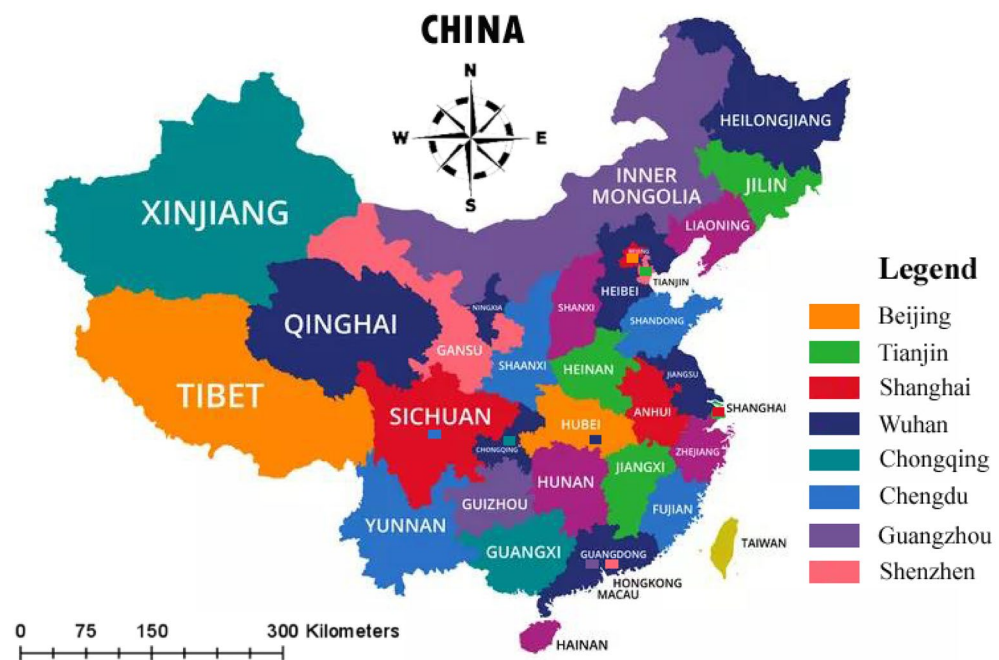 CHINA
N
W
E
S
HEILONGJIANG
INNER
MONGOLIA
JILIN
XINJIANG
LIAONING
BEIJING
TIANJIN
HEIBEI
NINGXIA
SHANXI
QINGHAI
SHANDONG
GANSU
SHAANXI
HEINAN
JIANGSU
TIBET
SICHUAN
ANHUI
SHANGHAI
HUBEI
CHONGQING
ZHEJIANG
JIANGXI
HUNAN
GUIZHOU
FUJIAN
YUNNAN
GUANGXI
GUANGDONG
TAIWAN
HONGKONG
MACAU
HAINAN
Legend
Beijing
Tianjin
Shanghai
Wuhan
Chongqing
Chengdu
Guangzhou
Shenzhen
0 75 150 300 Kilometers